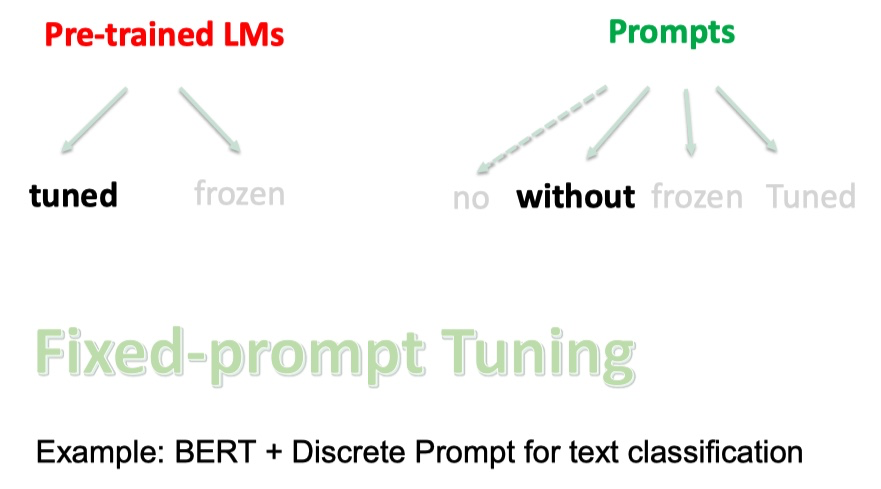 Pre-trained LMs Prompts
tuned frozen no without frozen Tuned
Fixed-prompt Tuning
Example: BERT + Discrete Prompt for text classification